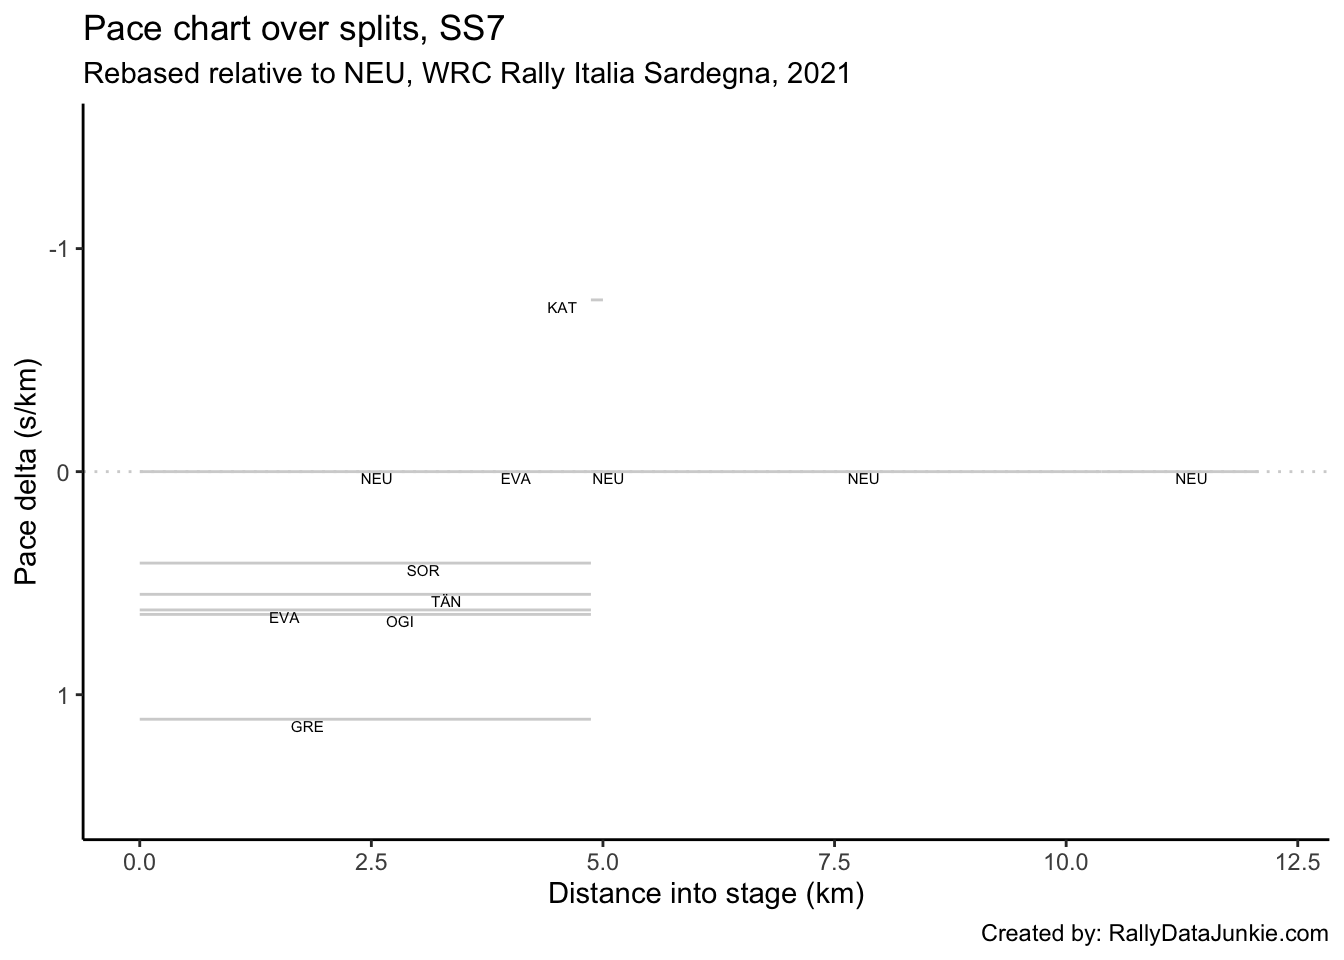 Pace chart over splits, SS7
Rebased relative to NEU, WRC Rally Italia Sardegna, 2021
Pace delta (s/km)
-1
0
1
KAT
NEU EVA NEU NEU NEU
SOR
TÄN
EVA OGI
GRE
0.0 2.5 5.0 7.5 10.0 12.5
Distance into stage (km)
Created by: RallyDataJunkie.com